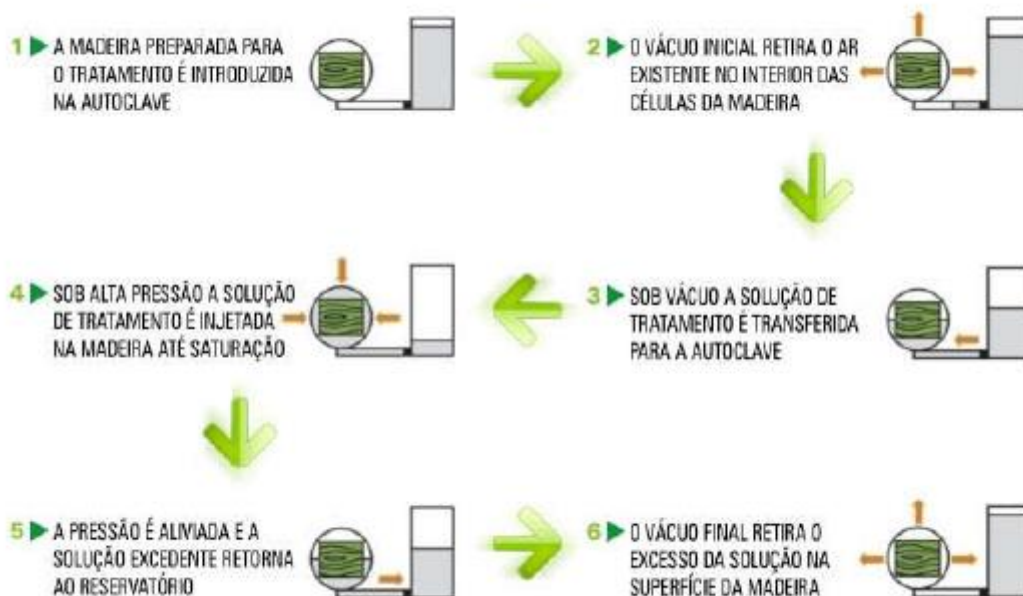 1 ▶ A MADEIRA PREPARADA PARA
O TRATAMENTO É INTRODUZIDA
NA AUTOCLAVE
2 ▶ O VÁCUO INICIAL RETIRA O AR
EXISTENTE NO INTERIOR DAS
CÉLULAS DA MADEIRA
3 ▶ SOB VÁCUO A SOLUÇÃO DE
TRATAMENTO É TRANSFERIDA
PARA A AUTOCLAVE
4 ▶ SOB ALTA PRESSÃO A SOLUÇÃO
DE TRATAMENTO É INJETADA
NA MADEIRA ATÉ SATURAÇÃO
5 ▶ A PRESSÃO É ALIVIADA E A
SOLUÇÃO EXCEDENTE RETORNA
AO RESERVATÓRIO
6 ▶ O VÁCUO FINAL RETIRA O
EXCESSO DA SOLUÇÃO NA
SUPERFÍCIE DA MADEIRA